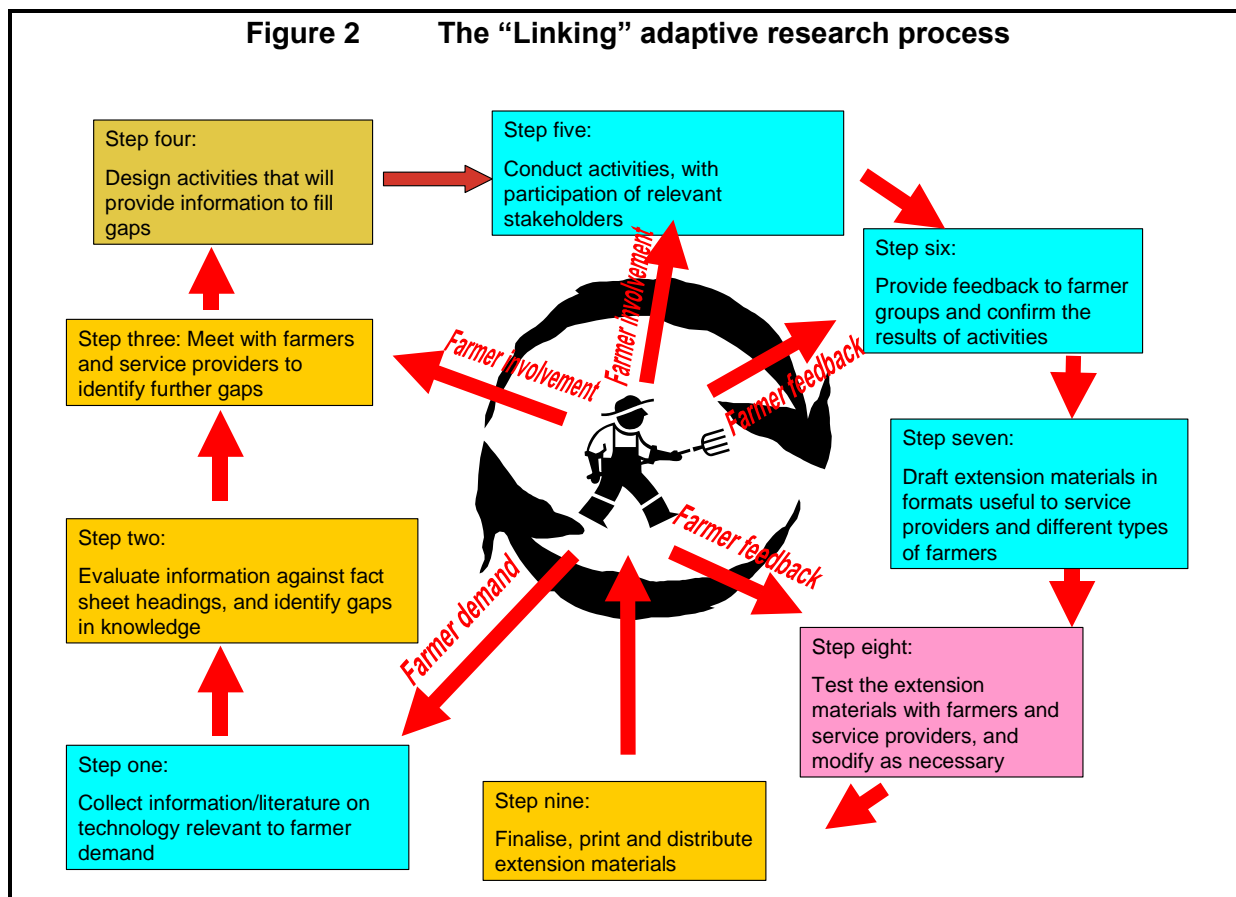 Figure 2 The “Linking” adaptive research process
Step four:
Design activities that will
provide information to fill
gaps
Step five:
Conduct activities, with
participation of relevant
stakeholders
Step six:
Provide feedback to farmer
groups and confirm the
results of activities
Step three: Meet with farmers
and service providers to
identify further gaps
Farmer involvement
Farmer involvement
Farmer feedback
Step seven:
Draft extension materials in
formats useful to service
providers and different types
of farmers
Step two:
Evaluate information against fact
sheet headings, and identify gaps
in knowledge
Farmer demand
Farmer feedback
Step eight:
Test the extension
materials with farmers and
service providers, and
modify as necessary
Step one:
Collect information/literature on
technology relevant to farmer
demand
Step nine:
Finalise, print and distribute
extension materials